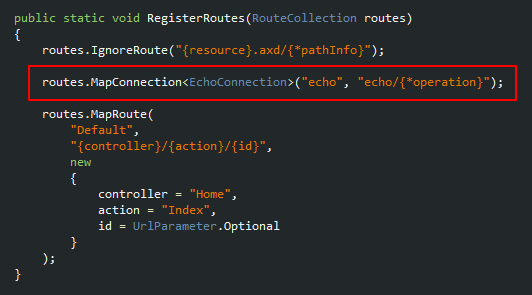 public static void RegisterRoutes(RouteCollection routes)
{
routes.IgnoreRoute("{resource}.axd/{*pathInfo}");
routes.MapConnection<EchoConnection>("echo", "echo/{*operation}");
routes.MapRoute(
"Default",
"{controller}/{action}/{id}",
new
{
controller = "Home",
action = "Index",
id = UrlParameter.Optional
}
);
}